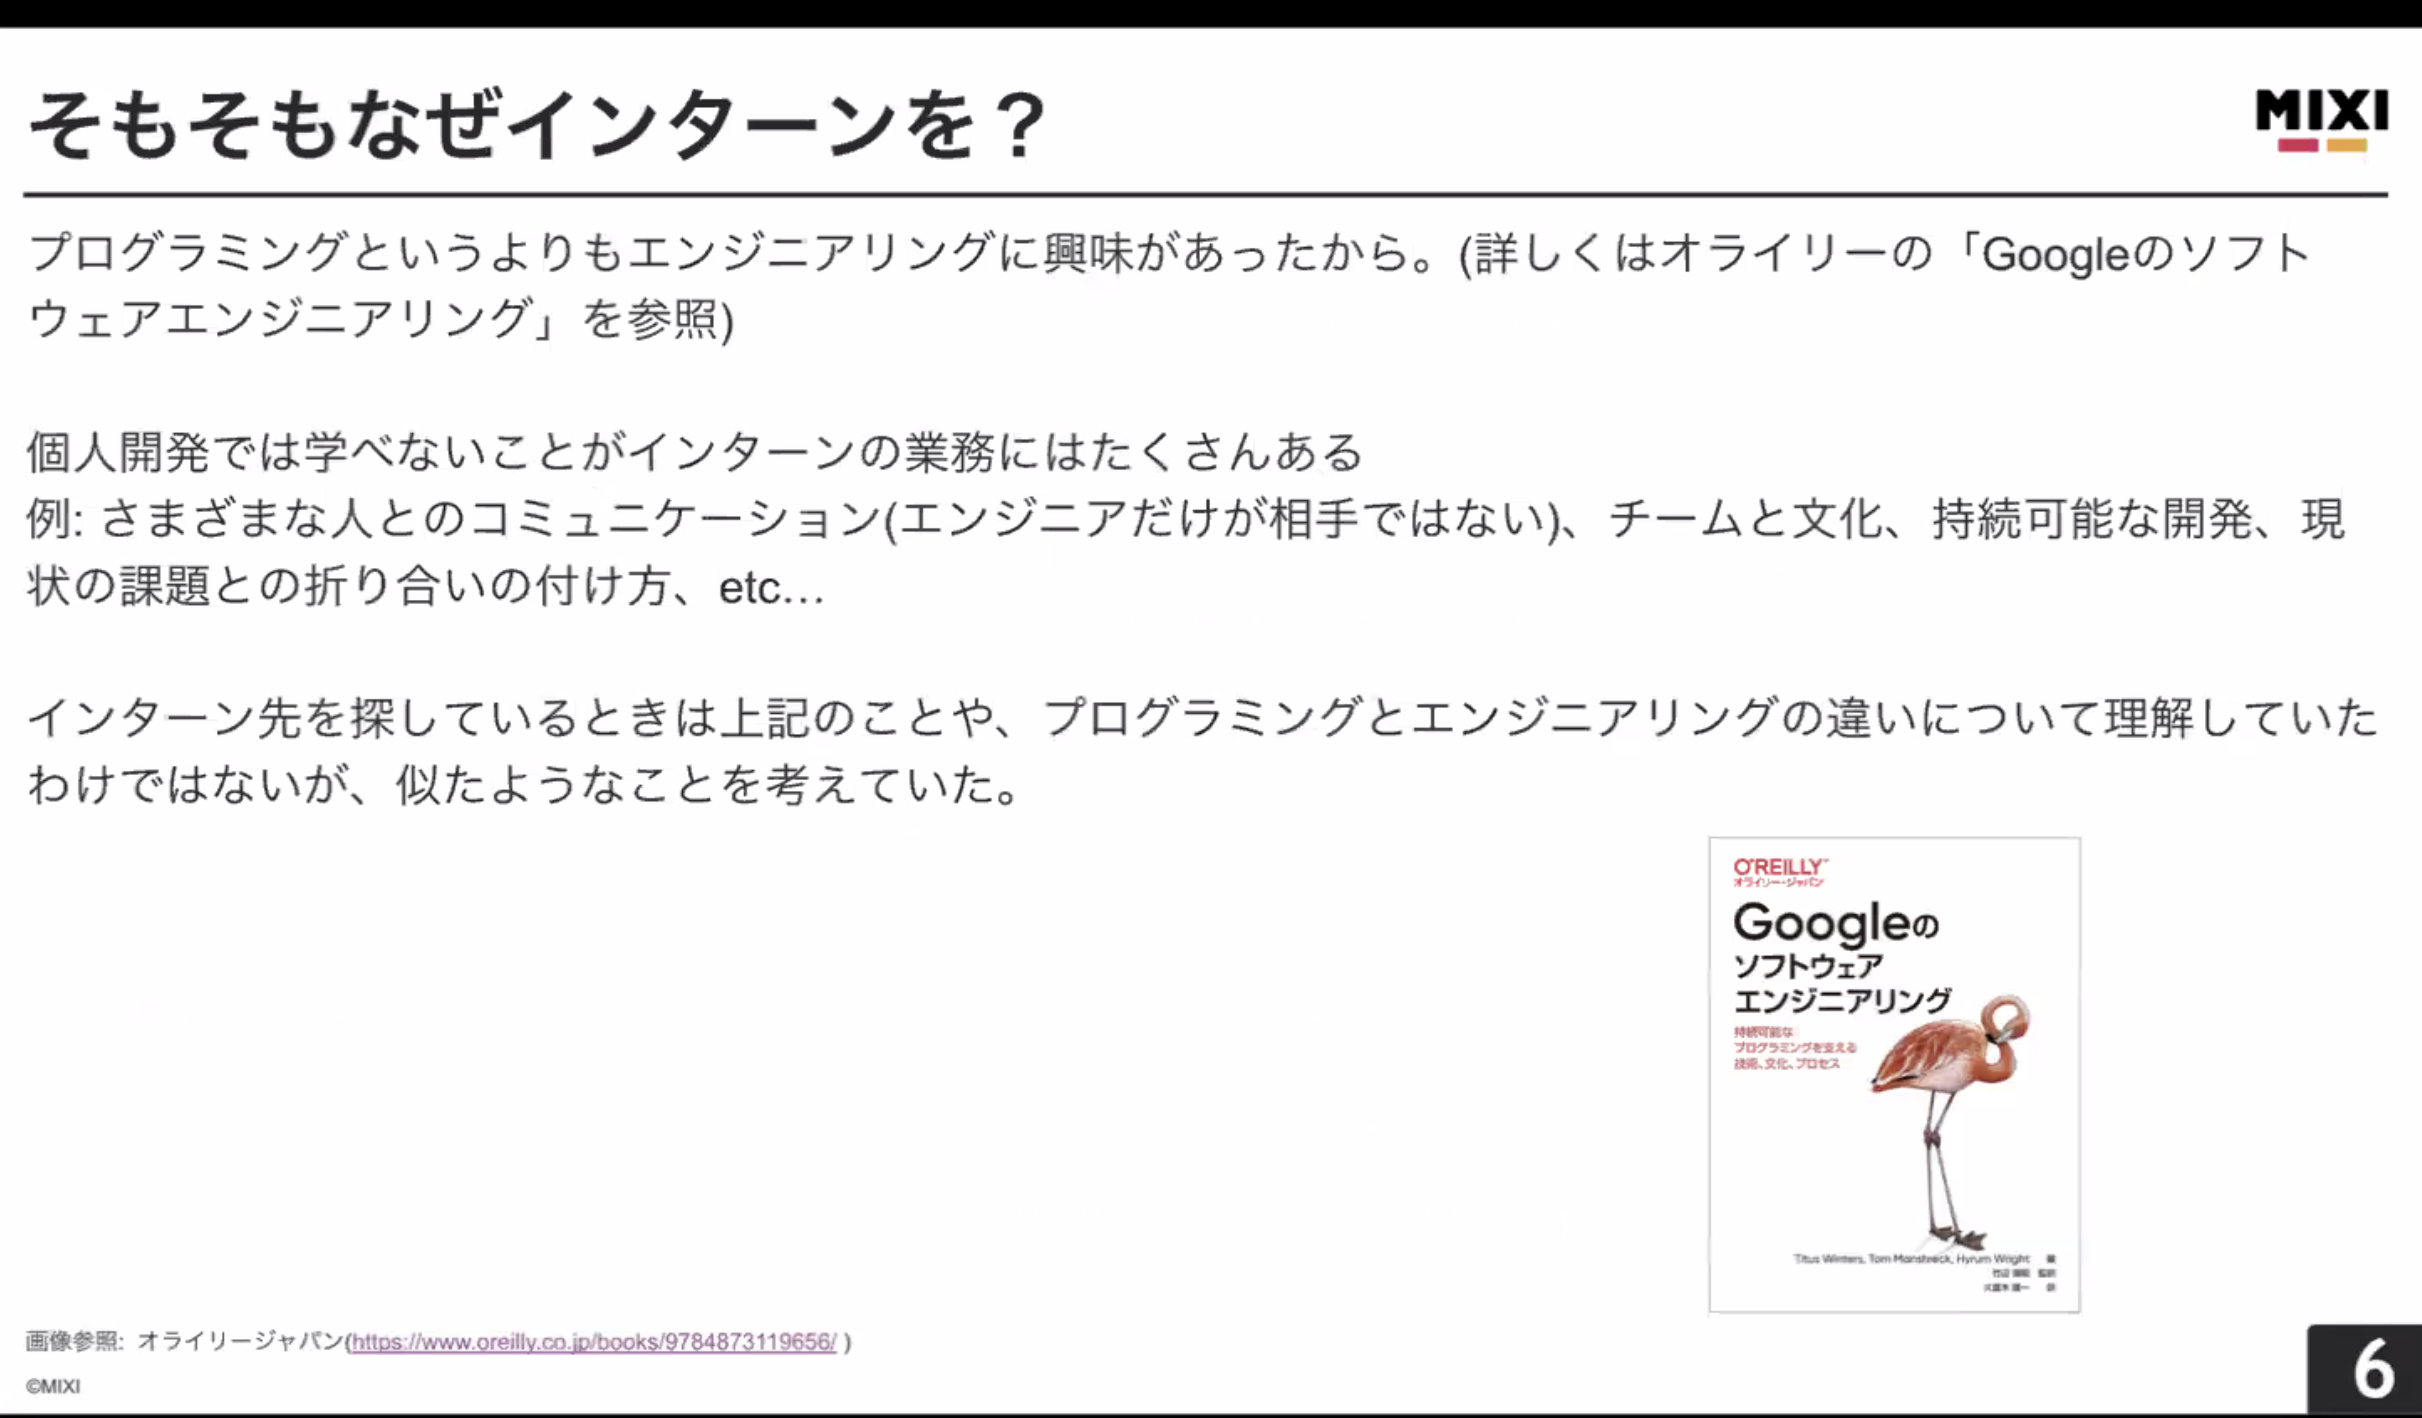 そもそもなぜインターンを？
MIXI
プログラミングというよりもエンジニアリングに興味があったから。(詳しくはオライリーの「Googleのソフト
ウェアエンジニアリング」を参照)
個人開発では学べないことがインターンの業務にはたくさんある
例: さまざまな人とのコミュニケーション(エンジニアだけが相手ではない)、チームと文化、持続可能な開発、現
状の課題との折り合いの付け方、etc…
インターン先を探しているときは上記のことや、プログラミングとエンジニアリングの違いについて理解していた
わけではないが、似たようなことを考えていた。
O'REILLY™
オライリー・ジャパン
Googleの
ソフトウェア
エンジニアリング
持続可能な
プログラミングを支える
技術、文化、プロセス
Titus Winters, Tom Manshreck, Hyrum Wright
画像参照: オライリージャパン(https://www.oreilly.co.jp/books/9784873119656/ )
©MIXI
6